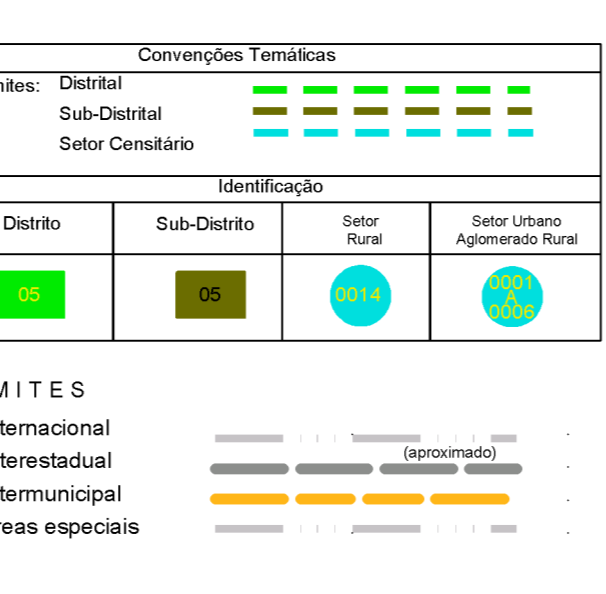 Convenções Temáticas
ites: Distrital
Sub-Distrital
Setor Censitário
Identificação
Distrito Sub-Distrito Setor Rural Setor Urbano Aglomerado Rural
05 05 0014 0001 A 0006
MITES
ternacional
(aproximado)
terestadual
termunicipal
reas especiais